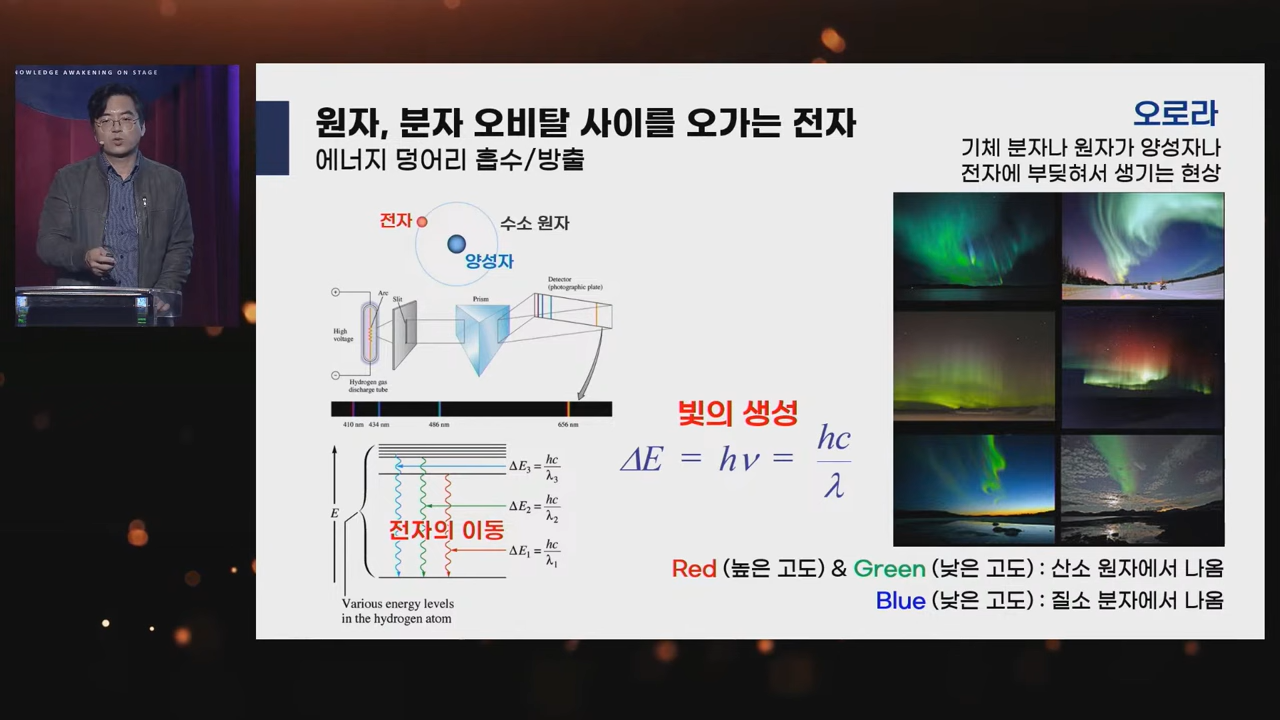 NOWLEDGE AWAKENING ON STAGE
원자, 분자 오비탈 사이를 오가는 전자
에너지 덩어리 흡수/방출
오로라
기체 분자나 원자가 양성자나
전자에 부딪혀서 생기는 현상
전자
수소 원자
양성자
Detector
(photographic plate)
Arc
Slit
Prism
High
voltage
Hydrogen gas
discharge tube
410 nm 434 nm 486 nm 656 nm
빛의 생성
ΔE = hν = hc/λ
ΔE₃ = hc/λ₃
ΔE₂ = hc/λ₂
ΔE₁ = hc/λ₁
E
전자의 이동
Various energy levels
in the hydrogen atom
Red (높은 고도) & Green (낮은 고도) : 산소 원자에서 나옴
Blue (낮은 고도) : 질소 분자에서 나옴